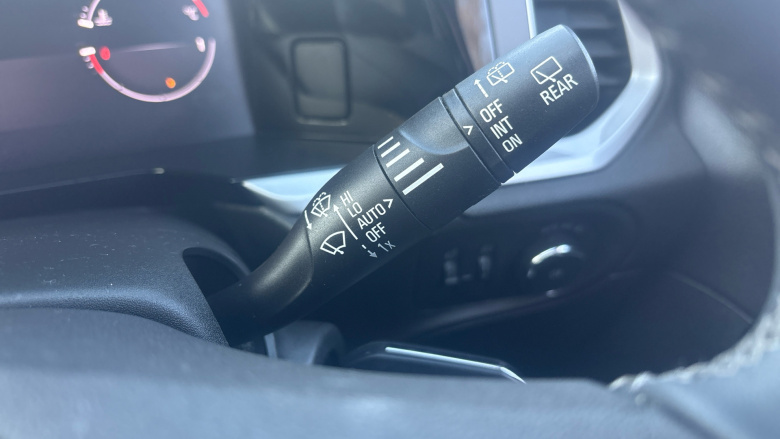 REAR
OFF
INT
ON
HI
LO
AUTO
OFF
1x